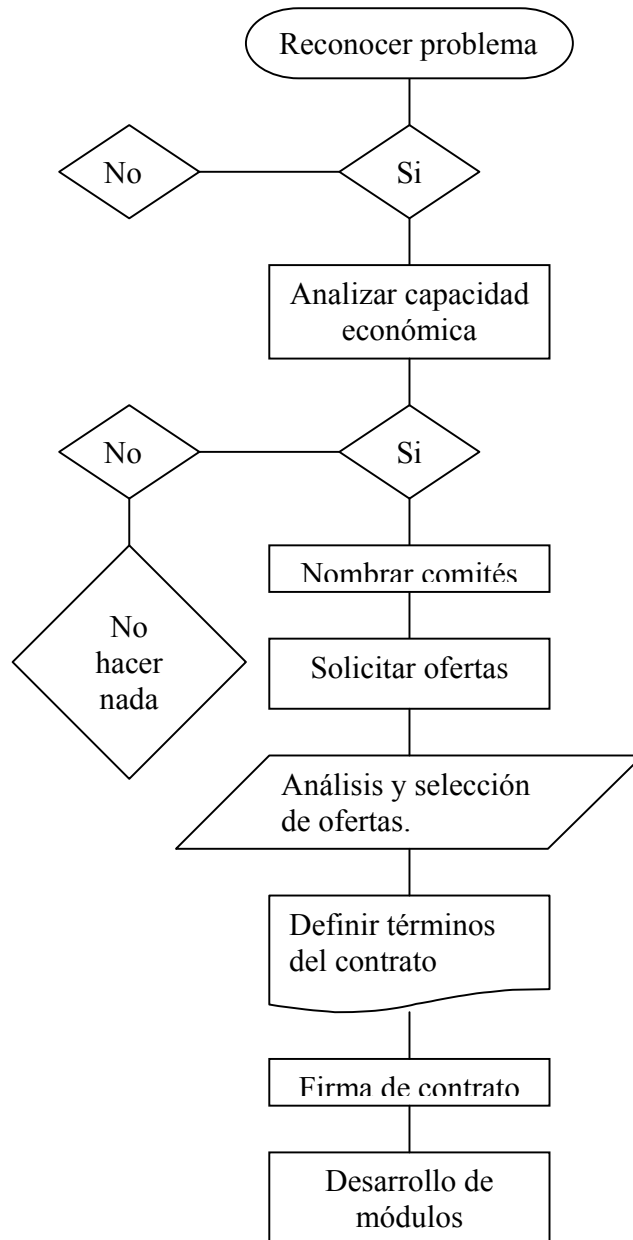 Reconocer problema
No
Si
Analizar capacidad
económica
No
Si
Nombrar comités
No
hacer
nada
Solicitar ofertas
Análisis y selección
de ofertas.
Definir términos
del contrato
Firma de contrato
Desarrollo de
módulos